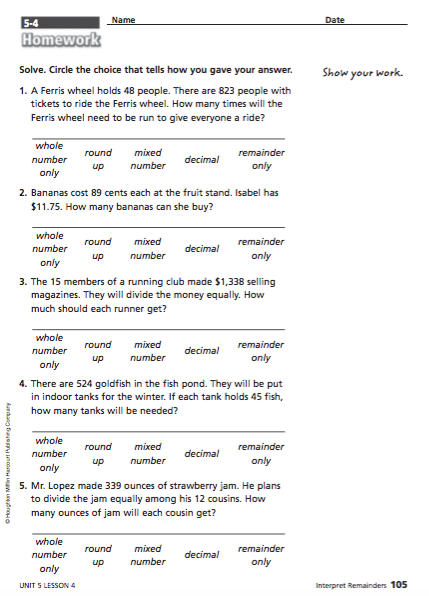 5-4
Name Date
Homework
Solve. Circle the choice that tells how you gave your answer.
Show your work.
1. A Ferris wheel holds 48 people. There are 823 people with
tickets to ride the Ferris wheel. How many times will the
Ferris wheel need to be run to give everyone a ride?
whole number only
round up
mixed number
decimal
remainder only
2. Bananas cost 89 cents each at the fruit stand. Isabel has
$11.75. How many bananas can she buy?
whole number only
round up
mixed number
decimal
remainder only
3. The 15 members of a running club made $1,338 selling
magazines. They will divide the money equally. How
much should each runner get?
whole number only
round up
mixed number
decimal
remainder only
4. There are 524 goldfish in the fish pond. They will be put
in indoor tanks for the winter. If each tank holds 45 fish,
how many tanks will be needed?
whole number only
round up
mixed number
decimal
remainder only
5. Mr. Lopez made 339 ounces of strawberry jam. He plans
to divide the jam equally among his 12 cousins. How
many ounces of jam will each cousin get?
whole number only
round up
mixed number
decimal
remainder only
© Houghton Mifflin Harcourt Publishing Company
UNIT 5 LESSON 4
Interpret Remainders 105